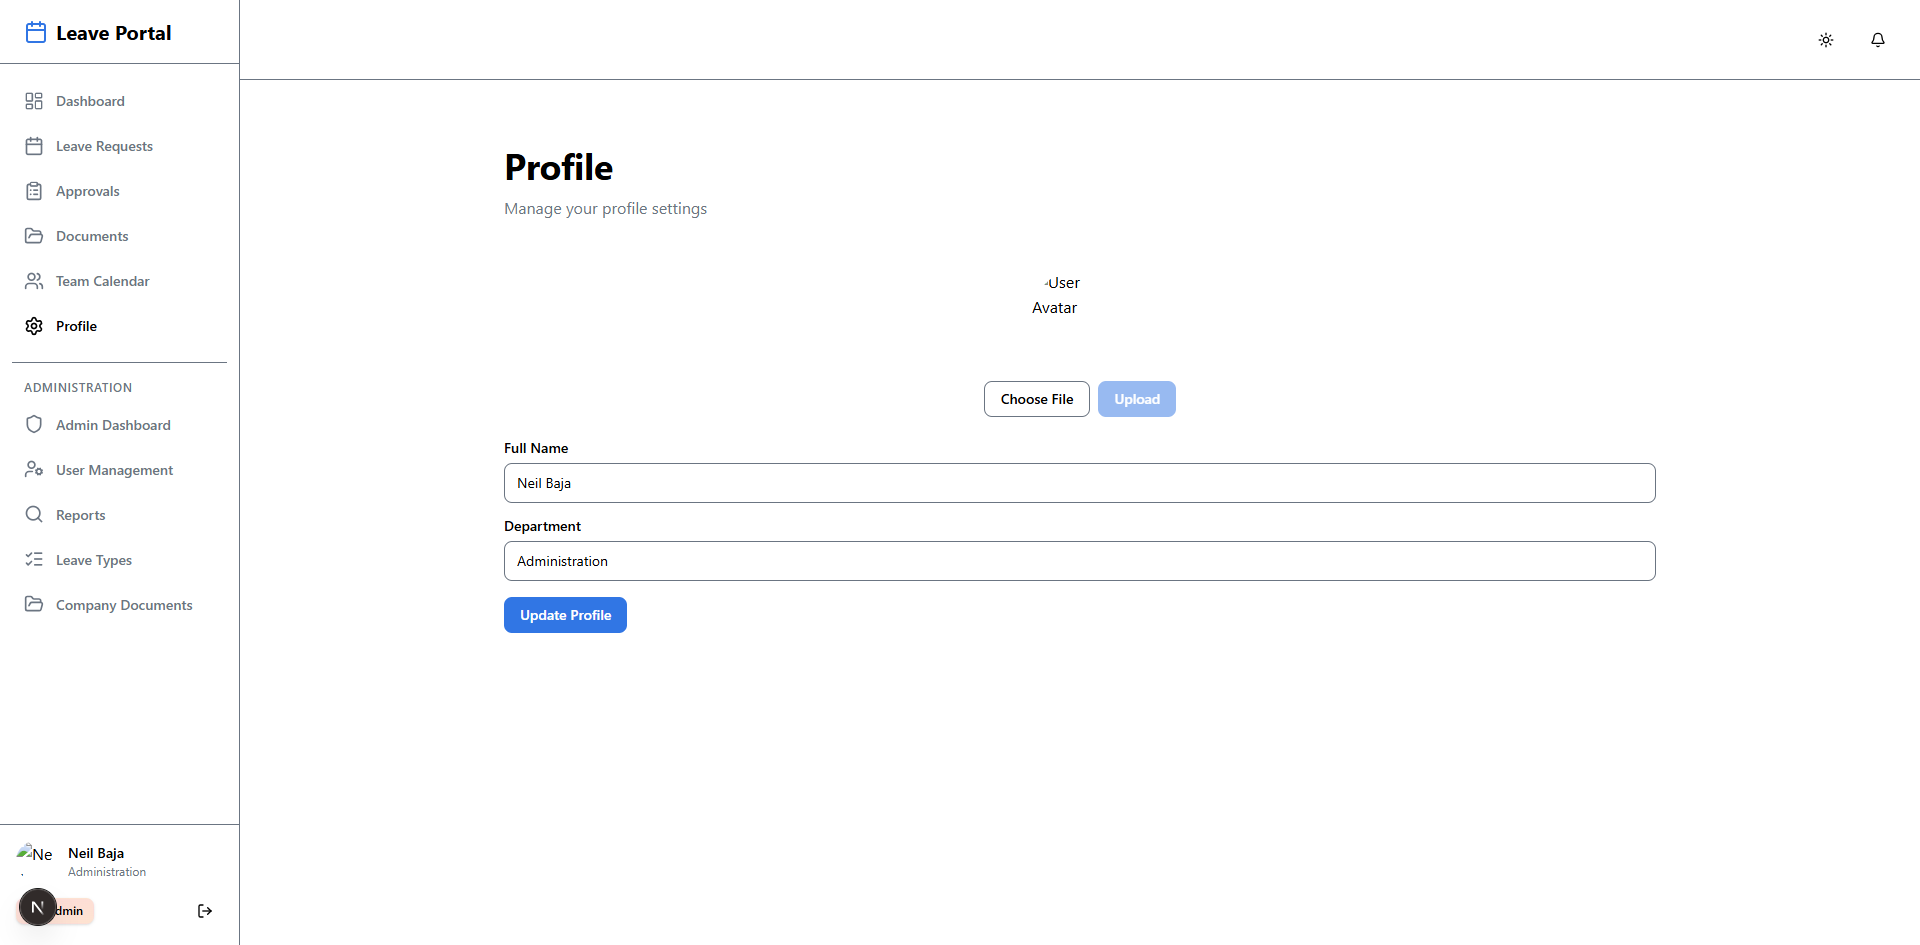 Leave Portal
Dashboard
Leave Requests
Approvals
Documents
Team Calendar
Profile
ADMINISTRATION
Admin Dashboard
User Management
Reports
Leave Types
Company Documents
Neil Baja
Administration
N
dmin
Profile
Manage your profile settings
User
Avatar
Choose File
Upload
Full Name
Neil Baja
Department
Administration
Update Profile